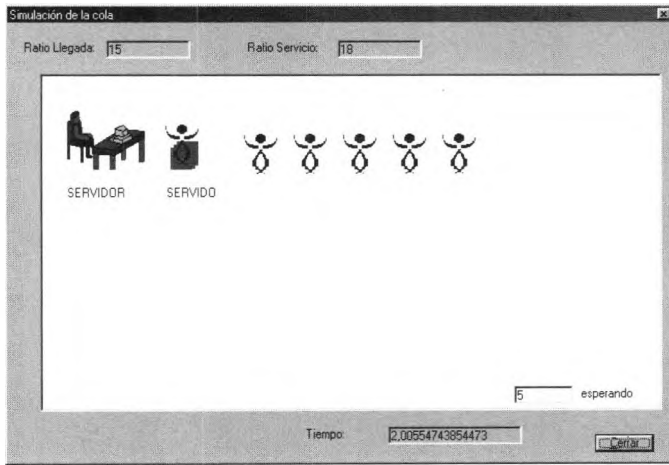 Simulación de la cola
Ratio Llegada: 15 Ratio Servicio: 18
SERVIDOR SERVIDO
5 esperando
Tiempo: 2,00554743854473
Cerrar